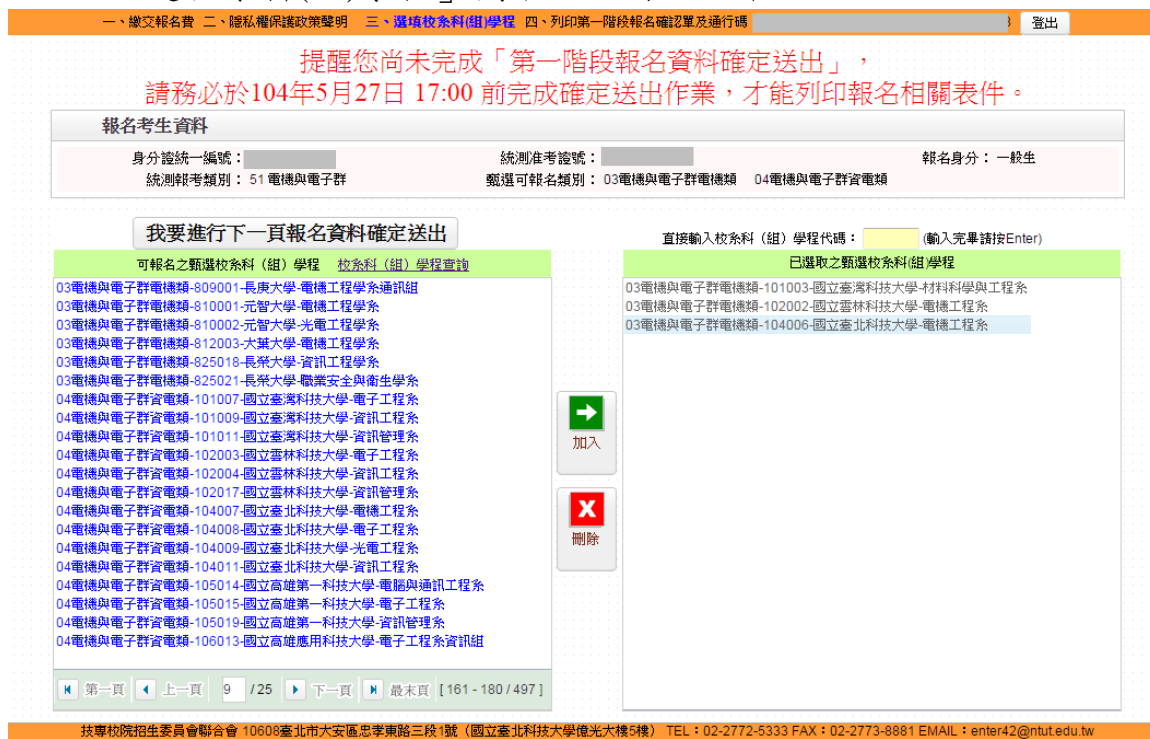 一、繳交報名費 二、隱私權保護政策聲明 三、選填校系科(組)學程 四、列印第一階段報名確認單及通行碼 登出
提醒您尚未完成「第一階段報名資料確定送出」，
請務必於104年5月27日 17:00 前完成確定送出作業，才能列印報名相關表件。
報名考生資料
身分證統一編號： 統測准考證號： 報名身分：一般生
統測報考類別：51 電機與電子群 甄選可報名類別：03電機與電子群電機類 04電機與電子群資電類
我要進行下一頁報名資料確定送出
直接輸入校系科（組）學程代碼： (輸入完畢請按Enter)
可報名之甄選校系科（組）學程 校系科（組）學程查詢
03電機與電子群電機類-809001-長庚大學-電機工程學系通訊組
03電機與電子群電機類-810001-元智大學-電機工程學系
03電機與電子群電機類-810002-元智大學-光電工程學系
03電機與電子群電機類-812003-大葉大學-電機工程學系
03電機與電子群電機類-825018-長榮大學-資訊工程學系
03電機與電子群電機類-825021-長榮大學-職業安全與衛生學系
04電機與電子群資電類-101007-國立臺灣科技大學-電子工程系
04電機與電子群資電類-101009-國立臺灣科技大學-資訊工程系
04電機與電子群資電類-101011-國立臺灣科技大學-資訊管理系
04電機與電子群資電類-102003-國立雲林科技大學-電子工程系
04電機與電子群資電類-102004-國立雲林科技大學-資訊工程系
04電機與電子群資電類-102017-國立雲林科技大學-資訊管理系
04電機與電子群資電類-104007-國立臺北科技大學-電機工程系
04電機與電子群資電類-104008-國立臺北科技大學-電子工程系
04電機與電子群資電類-104009-國立臺北科技大學-光電工程系
04電機與電子群資電類-104011-國立臺北科技大學-資訊工程系
04電機與電子群資電類-105014-國立高雄第一科技大學-電腦與通訊工程系
04電機與電子群資電類-105015-國立高雄第一科技大學-電子工程系
04電機與電子群資電類-105019-國立高雄第一科技大學-資訊管理系
04電機與電子群資電類-106013-國立高雄應用科技大學-電子工程系資訊組
第一頁 上一頁 9 /25 下一頁 最末頁 [161 - 180 / 497]
加入
X
刪除
已選取之甄選校系科(組)學程
03電機與電子群電機類-101003-國立臺灣科技大學-材料科學與工程系
03電機與電子群電機類-102002-國立雲林科技大學-電機工程系
03電機與電子群電機類-104006-國立臺北科技大學-電機工程系
技專校院招生委員會聯合會 10608臺北市大安區忠孝東路三段1號（國立臺北科技大學億光大樓5樓） TEL：02-2772-5333 FAX：02-2773-8881 EMAIL：enter42@ntut.edu.tw